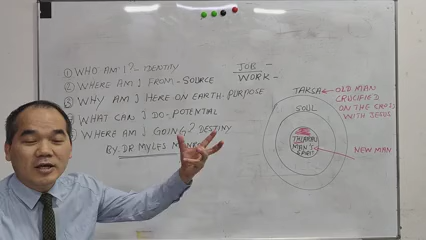 ① WHO AM I? - IDENTITY
② WHERE AM I FROM - SOURCE
③ WHY AM I HERE ON EARTH - PURPOSE
④ WHAT CAN I DO - POTENTIAL
WHERE AM I GOING? DESTINY
BY. DR MYLES
JOB -
WORK -
TAKSA
OLD MAN
CRUCIFIED
ON THE CROSS
WITH JESUS
SOUL
MAN'S
SPIRIT
NEW MAN